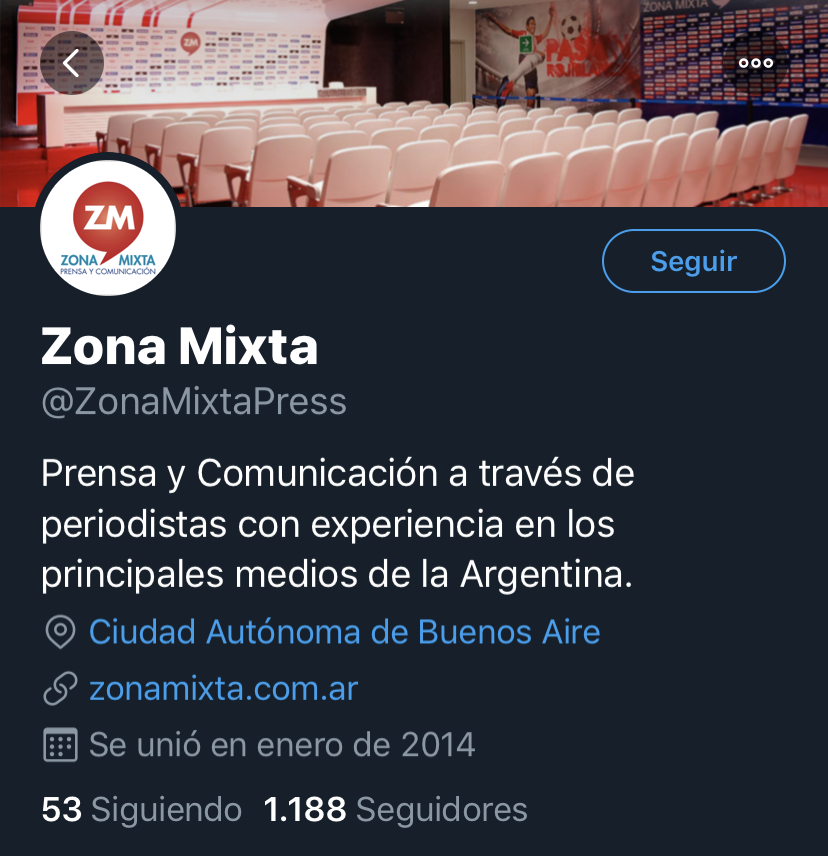 ZM
ZONA MIXTA
ZM
ZONA MIXTA
PRENSA Y COMUNICACIÓN
Seguir
Zona Mixta
@ZonaMixtaPress
Prensa y Comunicación a través de
periodistas con experiencia en los
principales medios de la Argentina.
Ciudad Autónoma de Buenos Aire
zonamixta.com.ar
Se unió en enero de 2014
53 Siguiendo 1.188 Seguidores